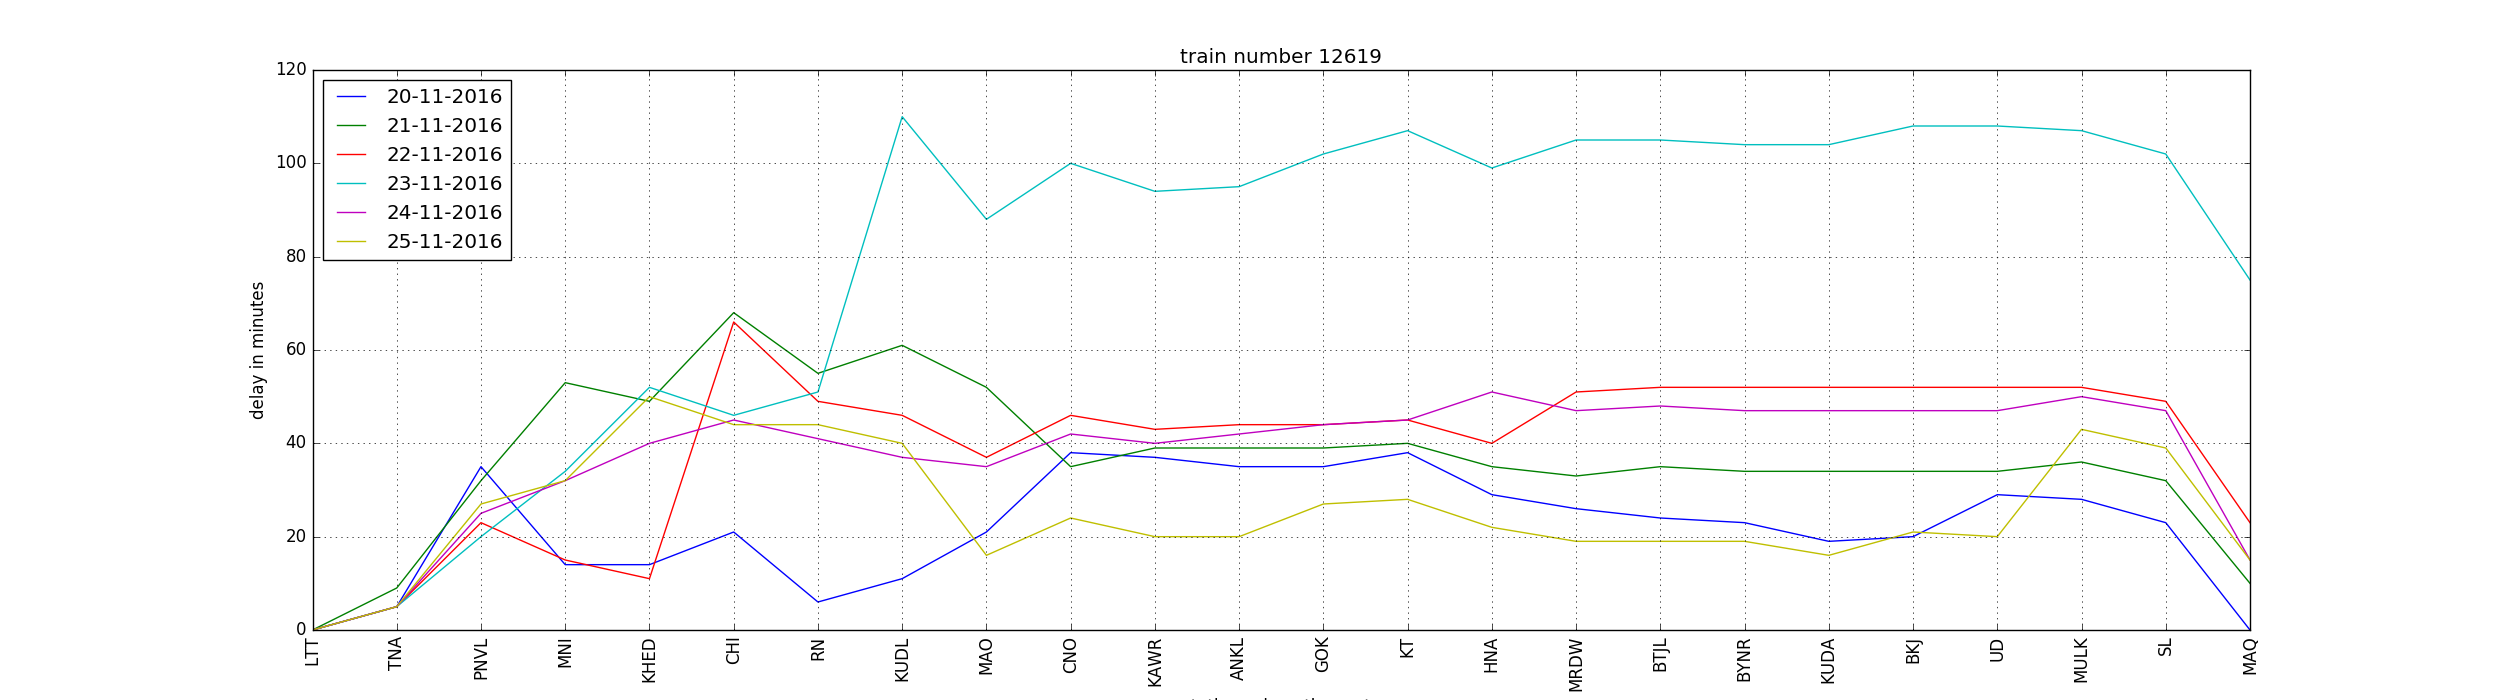 train number 12619
120
100
80
60
40
20
0
delay in minutes
20-11-2016
21-11-2016
22-11-2016
23-11-2016
24-11-2016
25-11-2016
LTT
TNA
PNVL
MNI
KHED
CHI
RN
KUDL
MAO
CNO
KAWR
ANKL
GOK
KT
HNA
MRDW
BTJL
BYNR
KUDA
BKJ
UD
MULK
SL
MAQ